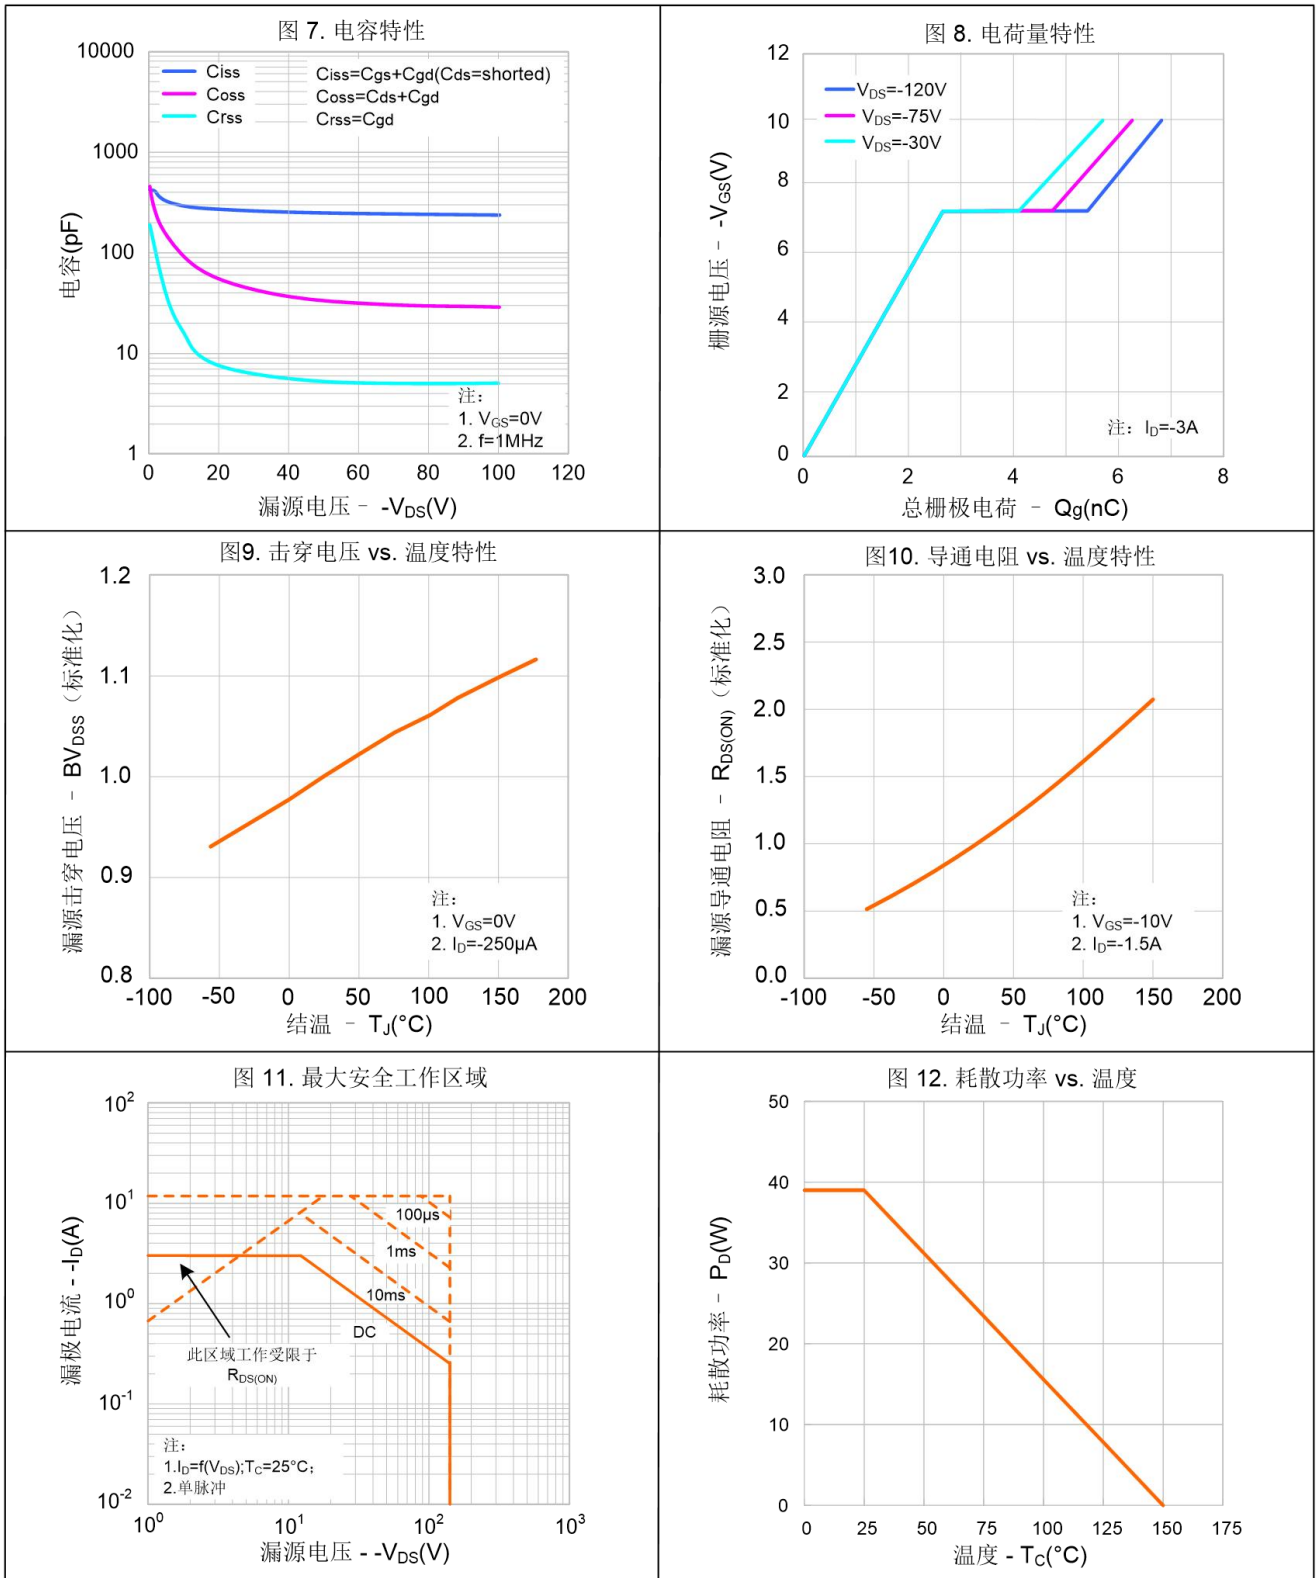 图 7. 电容特性
10000
1000
100
10
1
Ciss
Coss
Crss
Ciss=Cgs+Cgd(Cds=shorted)
Coss=Cds+Cgd
Crss=Cgd
电容(pF)
注：
1. VGS=0V
2. f=1MHz
0 20 40 60 80 100 120
漏源电压 – -VDS(V)
图 8. 电荷量特性
12
10
8
6
4
2
0
VDS=-120V
VDS=-75V
VDS=-30V
栅源电压 – -VGS(V)
注：ID=-3A
0 2 4 6 8
总栅极电荷 – Qg(nC)
图9. 击穿电压 vs. 温度特性
1.2
1.1
1.0
0.9
0.8
漏源击穿电压 – BVDSS（标准化）
注：
1. VGS=0V
2. ID=-250µA
-100 -50 0 50 100 150 200
结温 – TJ(°C)
图10. 导通电阻 vs. 温度特性
3.0
2.5
2.0
1.5
1.0
0.5
0.0
漏源导通电阻 – RDS(ON)（标准化）
注：
1. VGS=-10V
2. ID=-1.5A
-100 -50 0 50 100 150 200
结温 – TJ(°C)
图 11. 最大安全工作区域
10²
10¹
10⁰
10⁻¹
10⁻²
漏极电流 - -ID(A)
100µs
1ms
10ms
DC
此区域工作受限于
RDS(ON)
注：
1.ID=f(VDS);TC=25°C；
2.单脉冲
10⁰ 10¹ 10² 10³
漏源电压 - -VDS(V)
图 12. 耗散功率 vs. 温度
50
40
30
20
10
0
耗散功率 – PD(W)
0 25 50 75 100 125 150 175
温度 - TC(°C)